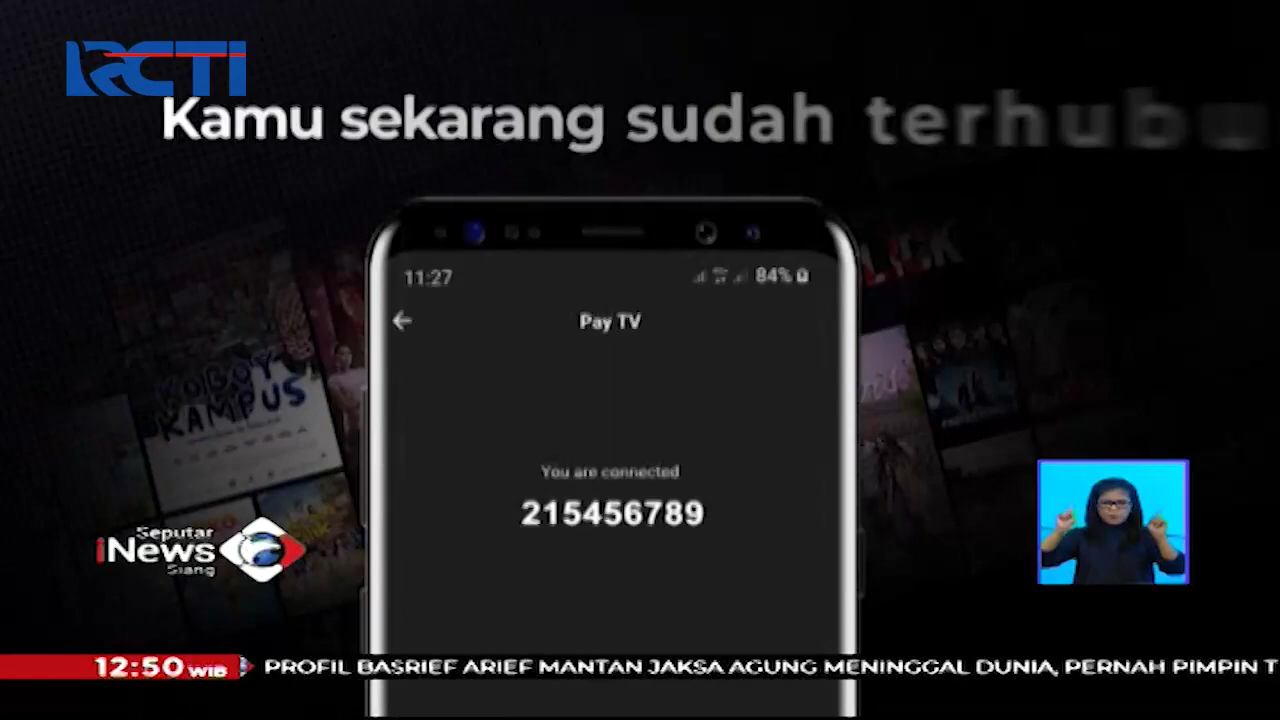 RCTI
Kamu sekarang sudah terhubu
11:27
84%
Pay TV
KOBOY
KAMPUS
You are connected
215456789
Seputar
iNews
Siang
12:50 WIB
PROFIL BASRIEF ARIEF MANTAN JAKSA AGUNG MENINGGAL DUNIA, PERNAH PIMPIN T